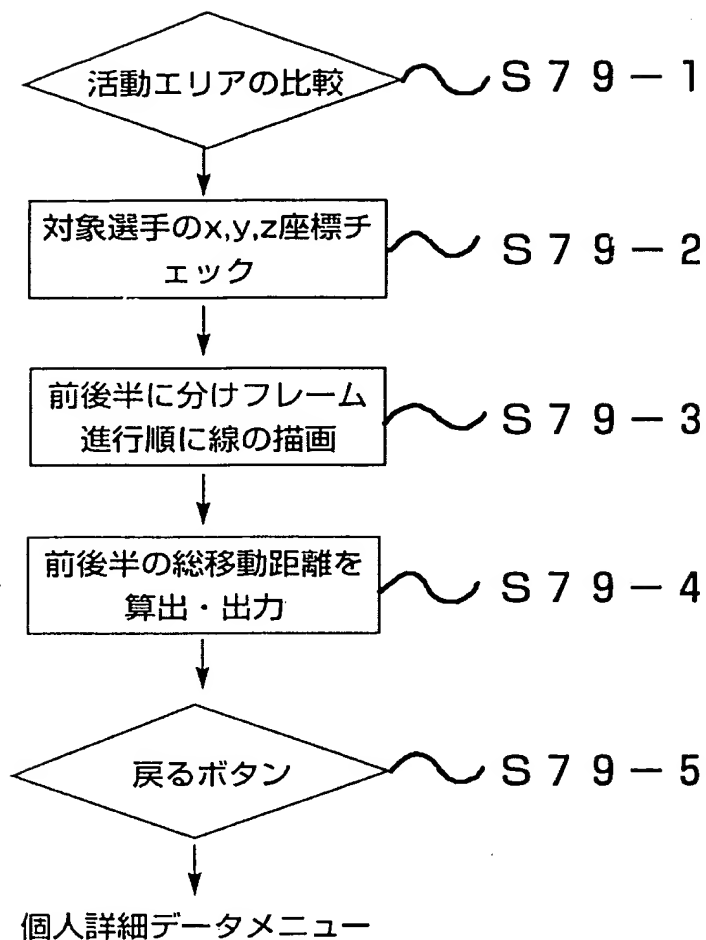 活動エリアの比較
S79-1
対象選手のx,y,z座標チ
ェック
S79-2
前後半に分けフレーム
進行順に線の描画
S79-3
前後半の総移動距離を
算出・出力
S79-4
戻るボタン
S79-5
個人詳細データメニュー